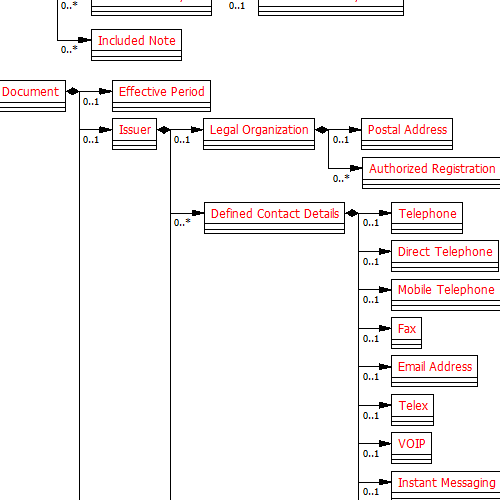 0..*
0..1
Included Note
0..*
Document
Effective Period
0..1
Issuer
Legal Organization
Postal Address
0..1
0..1
0..1
Authorized Registration
0..*
Defined Contact Details
Telephone
0..*
0..1
Direct Telephone
0..1
Mobile Telephone
0..1
Fax
0..1
Email Address
0..1
Telex
0..1
VOIP
0..1
Instant Messaging
0..1